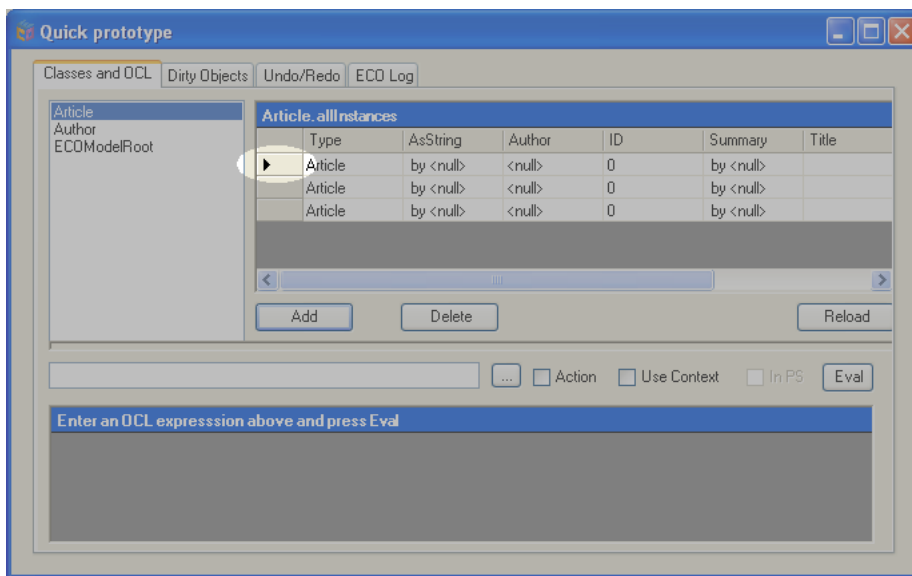 Quick prototype
Classes and OCL Dirty Objects Undo/Redo ECO Log
Article
Author
ECOModelRoot
Article.allInstances
Type AsString Author ID Summary Title
Article by <null> <null> 0 by <null>
Article by <null> <null> 0 by <null>
Article by <null> <null> 0 by <null>
Add Delete Reload
... Action Use Context In PS Eval
Enter an OCL expresssion above and press Eval